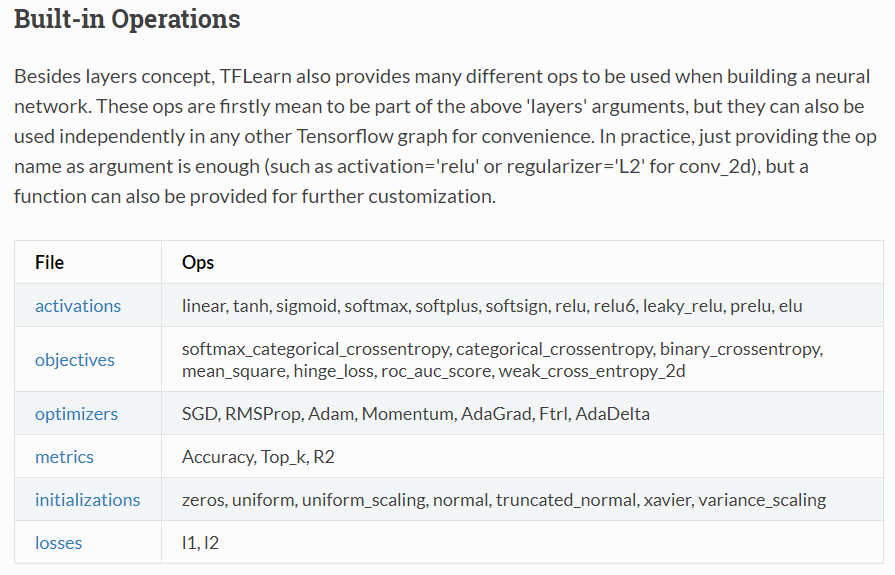 Built-in Operations
Besides layers concept, TFLearn also provides many different ops to be used when building a neural
network. These ops are firstly mean to be part of the above 'layers' arguments, but they can also be
used independently in any other Tensorflow graph for convenience. In practice, just providing the op
name as argument is enough (such as activation='relu' or regularizer='L2' for conv_2d), but a
function can also be provided for further customization.
File Ops
activations linear, tanh, sigmoid, softmax, softplus, softsign, relu, relu6, leaky_relu, prelu, elu
objectives softmax_categorical_crossentropy, categorical_crossentropy, binary_crossentropy,
mean_square, hinge_loss, roc_auc_score, weak_cross_entropy_2d
optimizers SGD, RMSProp, Adam, Momentum, AdaGrad, Ftrl, AdaDelta
metrics Accuracy, Top_k, R2
initializations zeros, uniform, uniform_scaling, normal, truncated_normal, xavier, variance_scaling
losses l1, l2